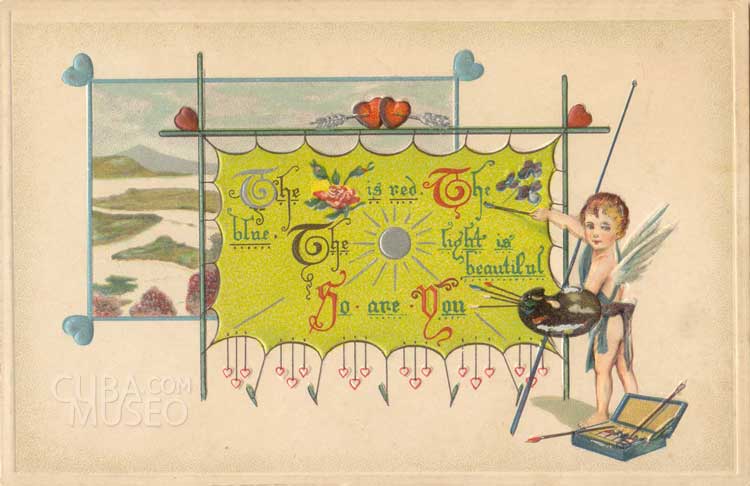 The is red. The
blue. The light is
beautiful
So are You
CUBA.COM
MUSEO